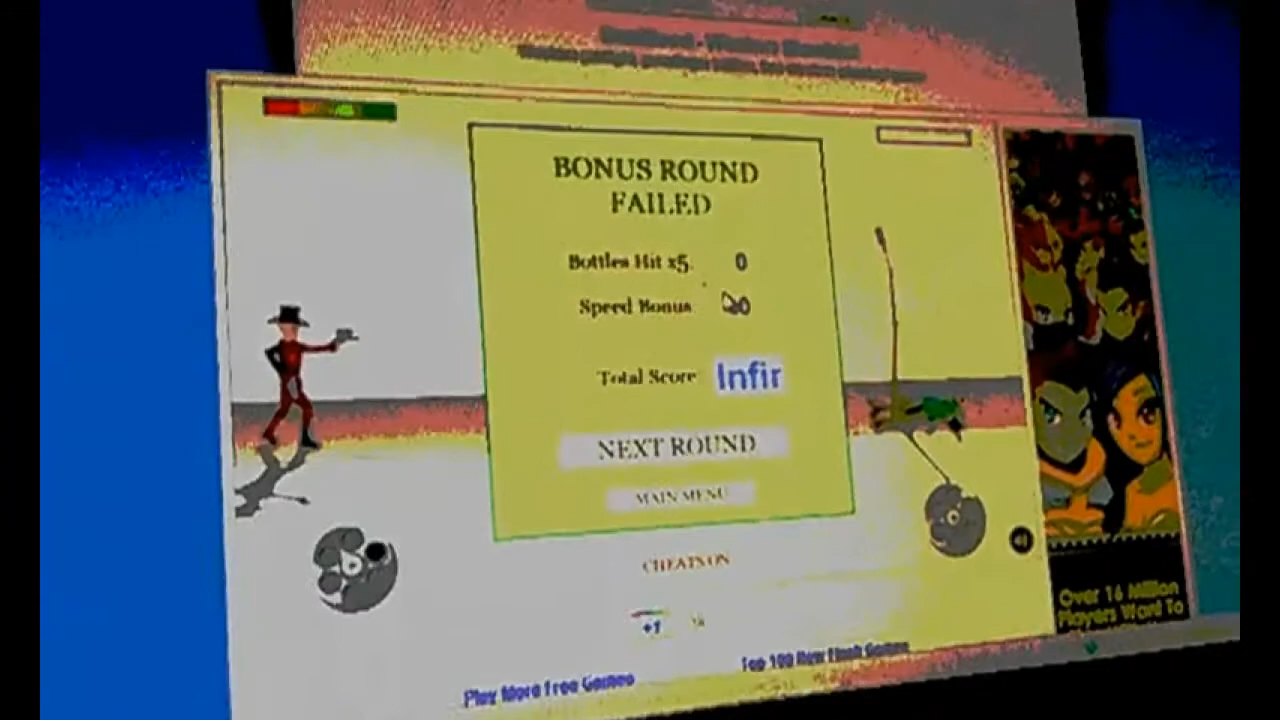 BONUS ROUND
FAILED
Bottles Hit x5. 0
Speed Bonus
Total Score Infir
NEXT ROUND
MAIN MENU
CHEATS ON
+1
Play More Free Games
Top 100 New Flash Games
Over 16 Million
Players Want To